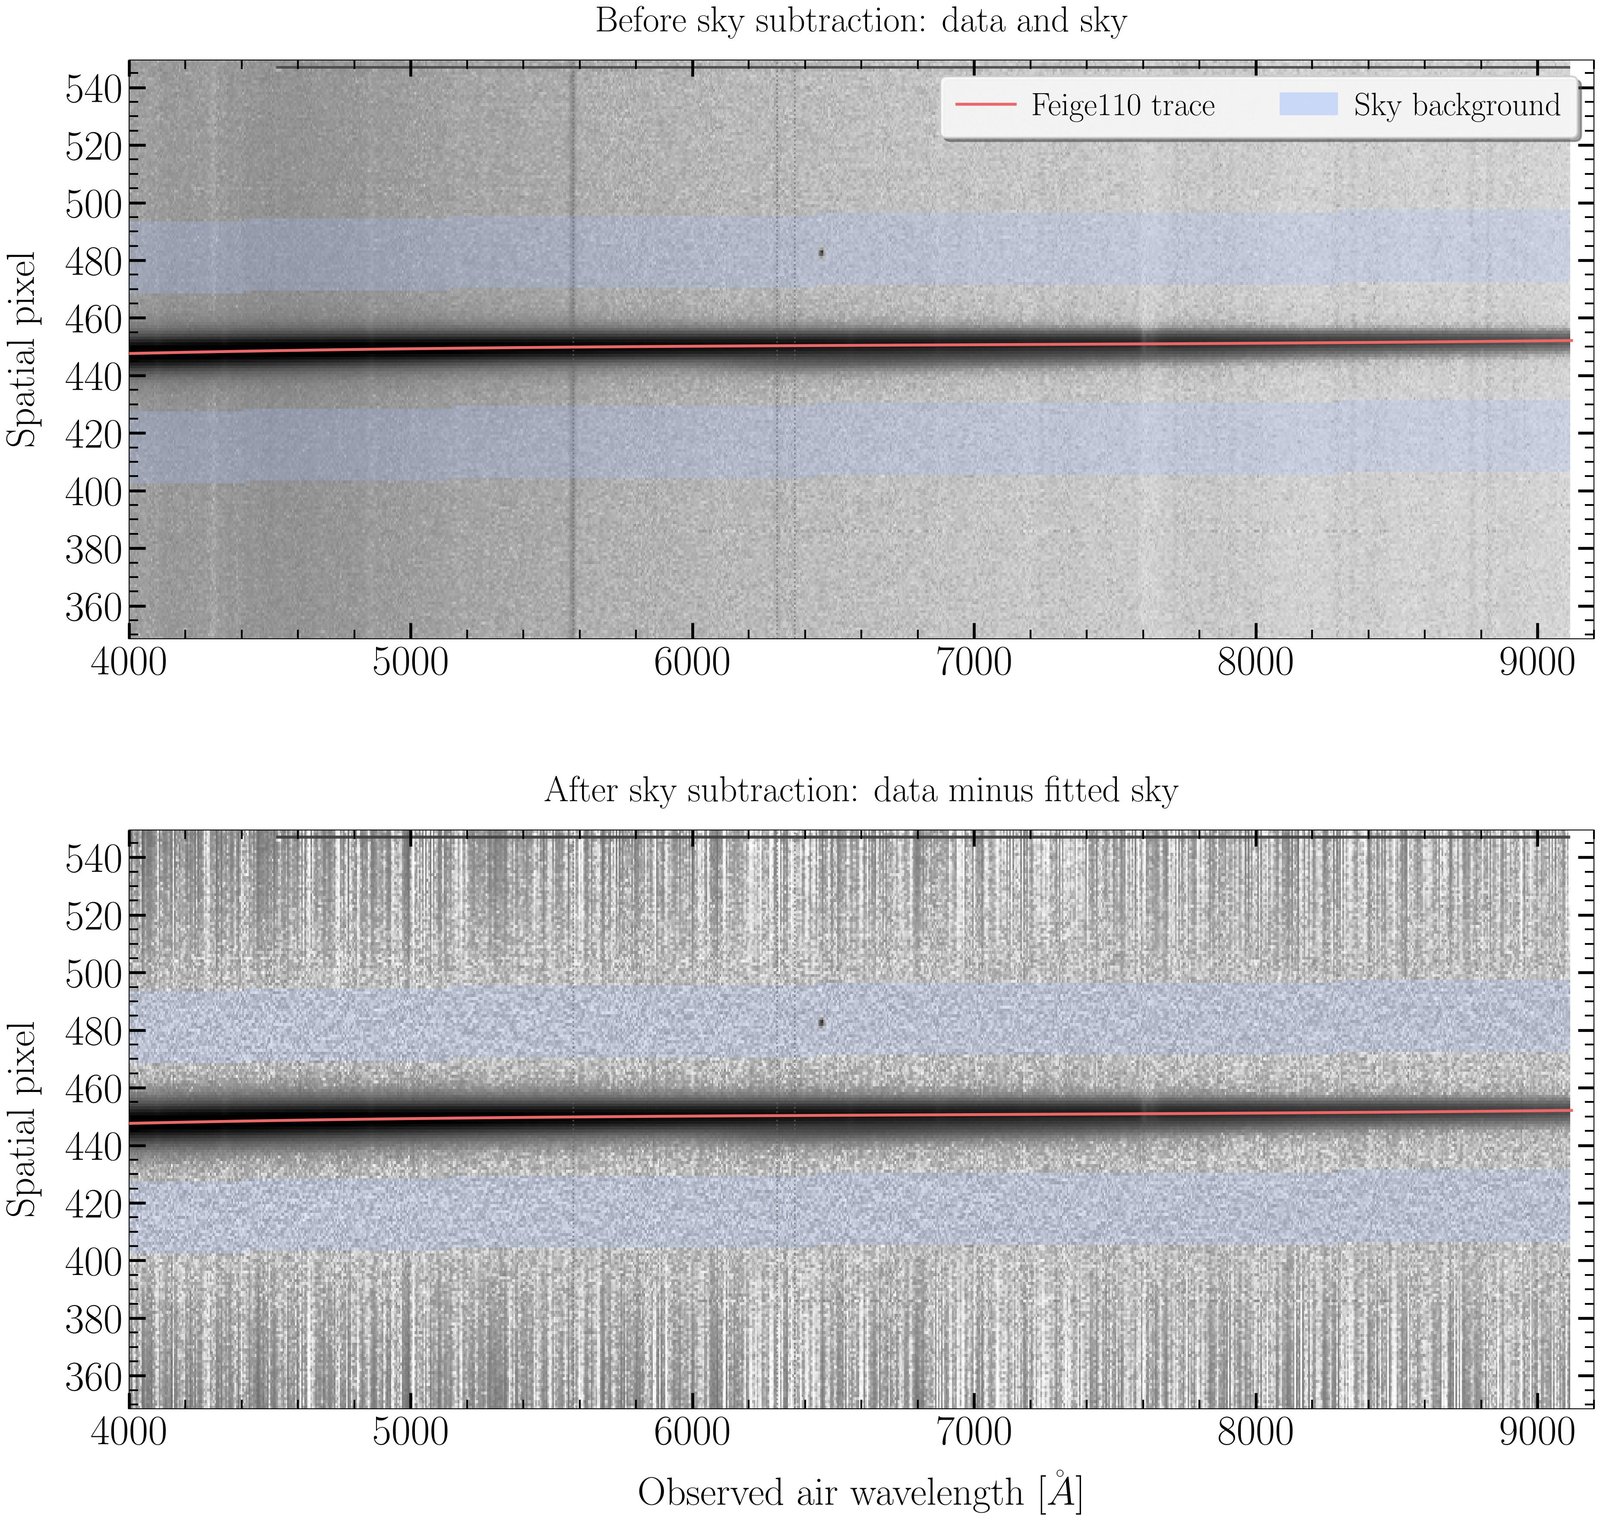 Before sky subtraction: data and sky
Feige110 trace
Sky background
540
520
500
480
460
440
420
400
380
360
Spatial pixel
4000 5000 6000 7000 8000 9000
After sky subtraction: data minus fitted sky
540
520
500
480
460
440
420
400
380
360
Spatial pixel
4000 5000 6000 7000 8000 9000
Observed air wavelength [Å]